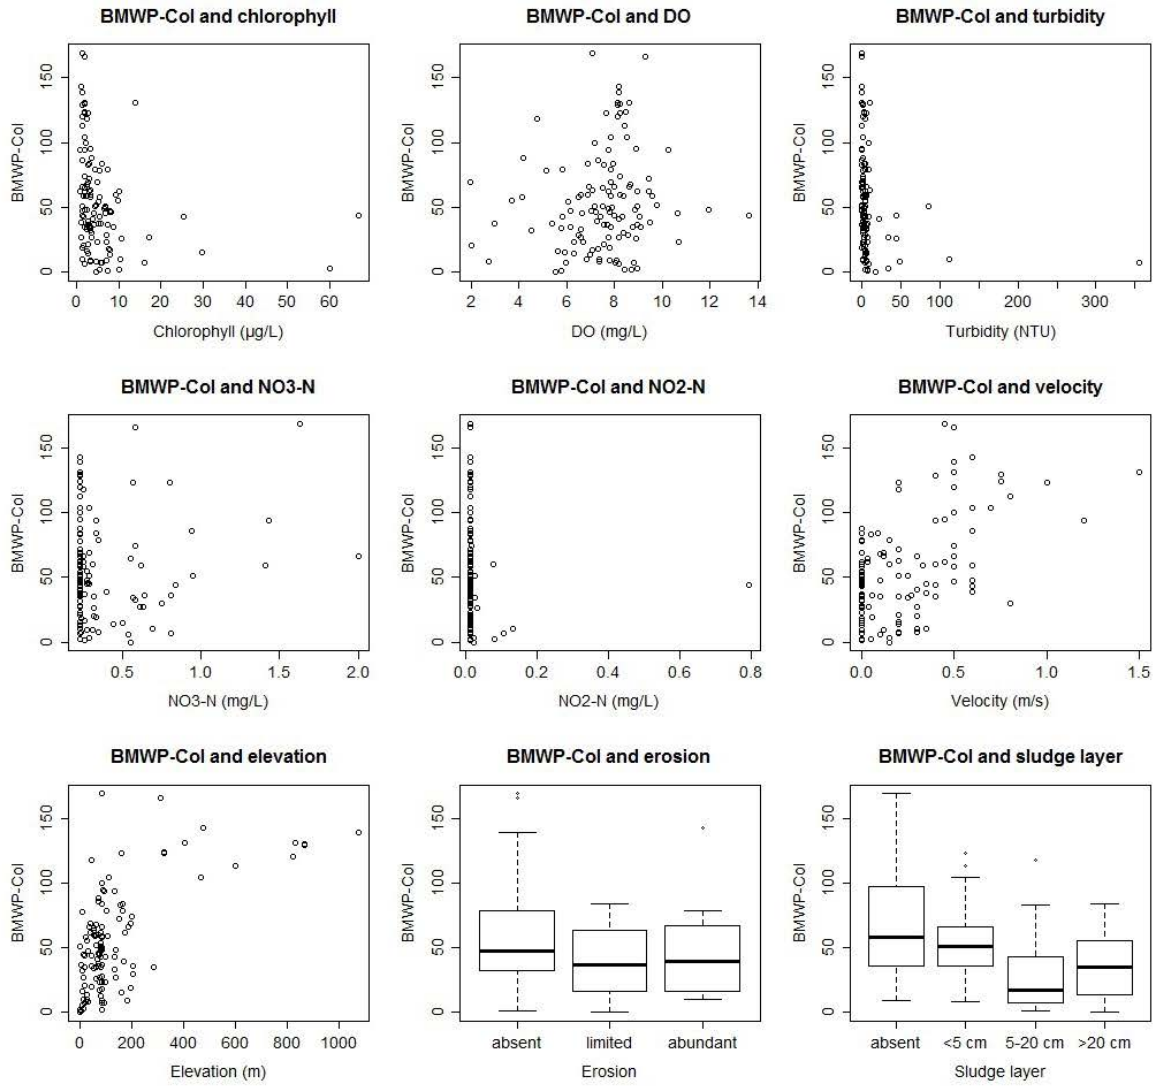 BMWP-Col and chlorophyll
BMWP-Col
0 50 100 150
0 10 20 30 40 50 60
Chlorophyll (µg/L)
BMWP-Col and DO
BMWP-Col
0 50 100 150
2 4 6 8 10 12 14
DO (mg/L)
BMWP-Col and turbidity
BMWP-Col
0 50 100 150
0 50 100 200 300
Turbidity (NTU)
BMWP-Col and NO3-N
BMWP-Col
0 50 100 150
0.5 1.0 1.5 2.0
NO3-N (mg/L)
BMWP-Col and NO2-N
BMWP-Col
0 50 100 150
0.0 0.2 0.4 0.6 0.8
NO2-N (mg/L)
BMWP-Col and velocity
BMWP-Col
0 50 100 150
0.0 0.5 1.0 1.5
Velocity (m/s)
BMWP-Col and elevation
BMWP-Col
0 50 100 150
0 200 400 600 800 1000
Elevation (m)
BMWP-Col and erosion
BMWP-Col
0 50 100 150
absent limited abundant
Erosion
BMWP-Col and sludge layer
BMWP-Col
0 50 100 150
absent <5 cm 5-20 cm >20 cm
Sludge layer